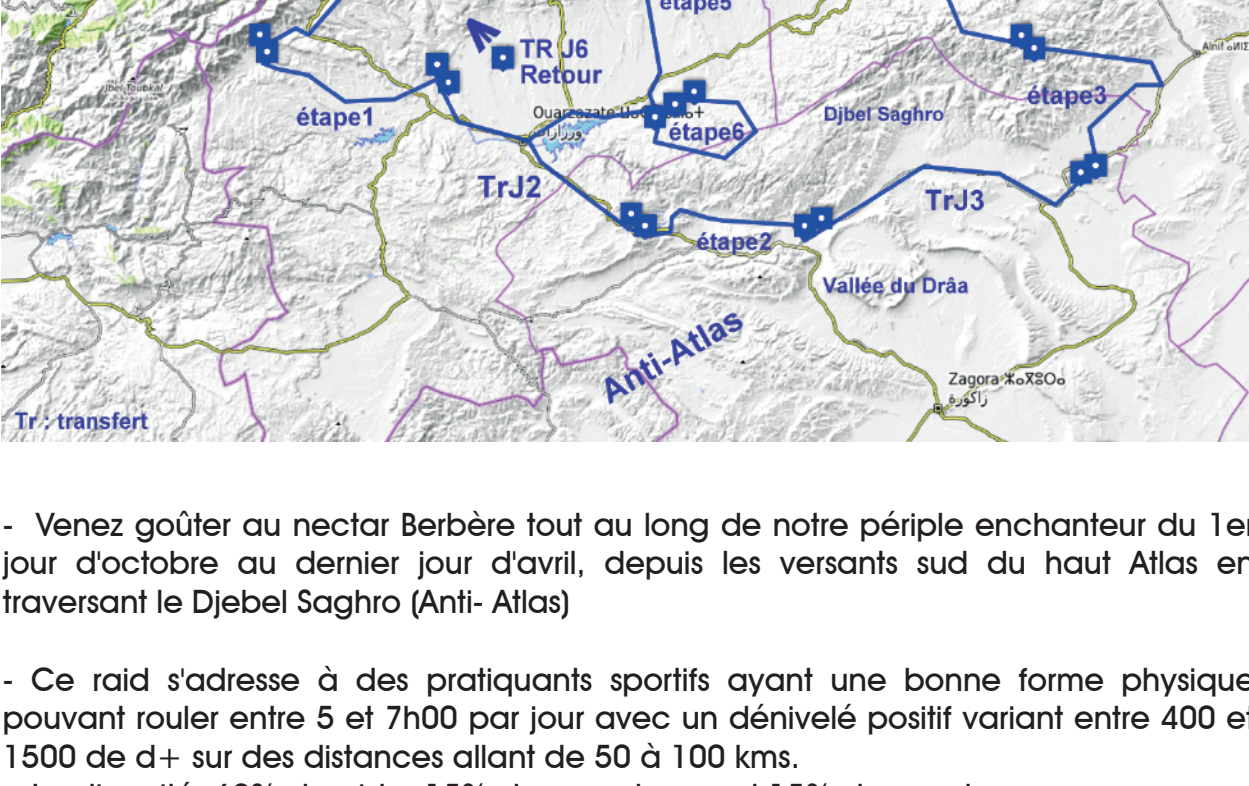 étape5
TR J6
Retour
Jbel Toubkal
étape1
Ouarzazate
ورزازات
étape6
Djbel Saghro
étape3
Alnif
TrJ2
TrJ3
étape2
Vallée du Drâa
Anti-Atlas
Zagora ⵣⴰⴳⵓⵔⴰ
زاكورة
Tr : transfert
- Venez goûter au nectar Berbère tout au long de notre périple enchanteur du 1er
jour d'octobre au dernier jour d'avril, depuis les versants sud du haut Atlas en
traversant le Djebel Saghro (Anti- Atlas)
- Ce raid s'adresse à des pratiquants sportifs ayant une bonne forme physique
pouvant rouler entre 5 et 7h00 par jour avec un dénivelé positif variant entre 400 et
1500 de d+ sur des distances allant de 50 à 100 kms.